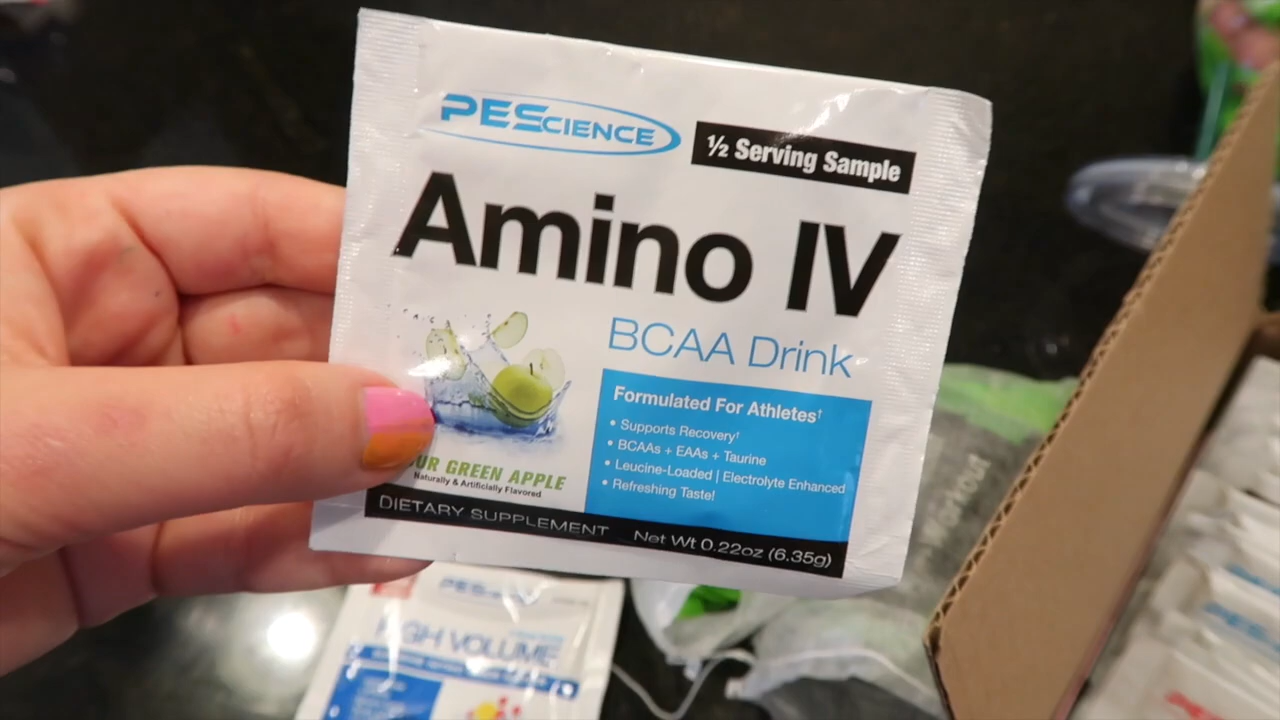 PESCIENCE
½ Serving Sample
Amino IV
BCAA Drink
Formulated For Athletes†
• Supports Recovery†
• BCAAs + EAAs + Taurine
• Leucine-Loaded | Electrolyte Enhanced
• Refreshing Taste!
UR GREEN APPLE
Naturally & Artificially Flavored
DIETARY SUPPLEMENT Net Wt 0.22oz (6.35g)
HIGH VOLUME
Workout